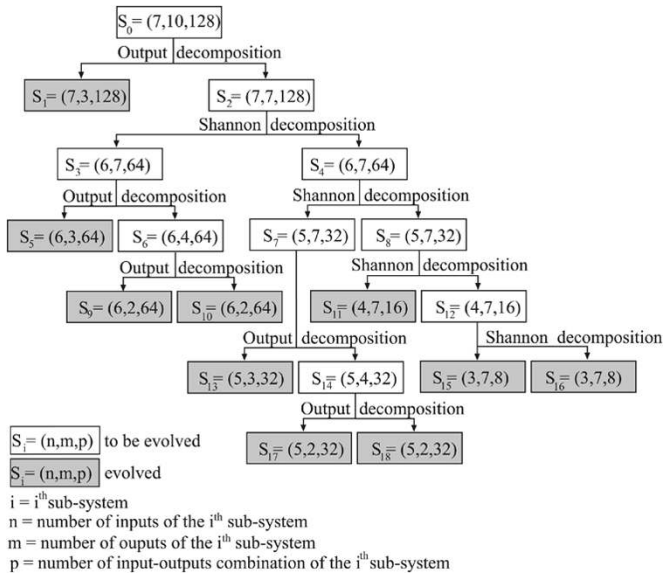 S₀= (7,10,128)
Output decomposition
S₁= (7,3,128) S₂= (7,7,128)
Shannon decomposition
S₃= (6,7,64) S₄= (6,7,64)
Output decomposition Shannon decomposition
S₅= (6,3,64) S₆= (6,4,64) S₇= (5,7,32) S₈= (5,7,32)
Output decomposition Shannon decomposition
S₉= (6,2,64) S₁₀= (6,2,64) S₁₁= (4,7,16) S₁₂= (4,7,16)
Output decomposition Shannon decomposition
S₁₃= (5,3,32) S₁₄= (5,4,32) S₁₅= (3,7,8) S₁₆= (3,7,8)
Output decomposition
S₁₇= (5,2,32) S₁₈= (5,2,32)
Sᵢ= (n,m,p) to be evolved
Sᵢ= (n,m,p) evolved
i = iᵗʰ sub-system
n = number of inputs of the iᵗʰ sub-system
m = number of ouputs of the iᵗʰ sub-system
p = number of input-outputs combination of the iᵗʰ sub-system